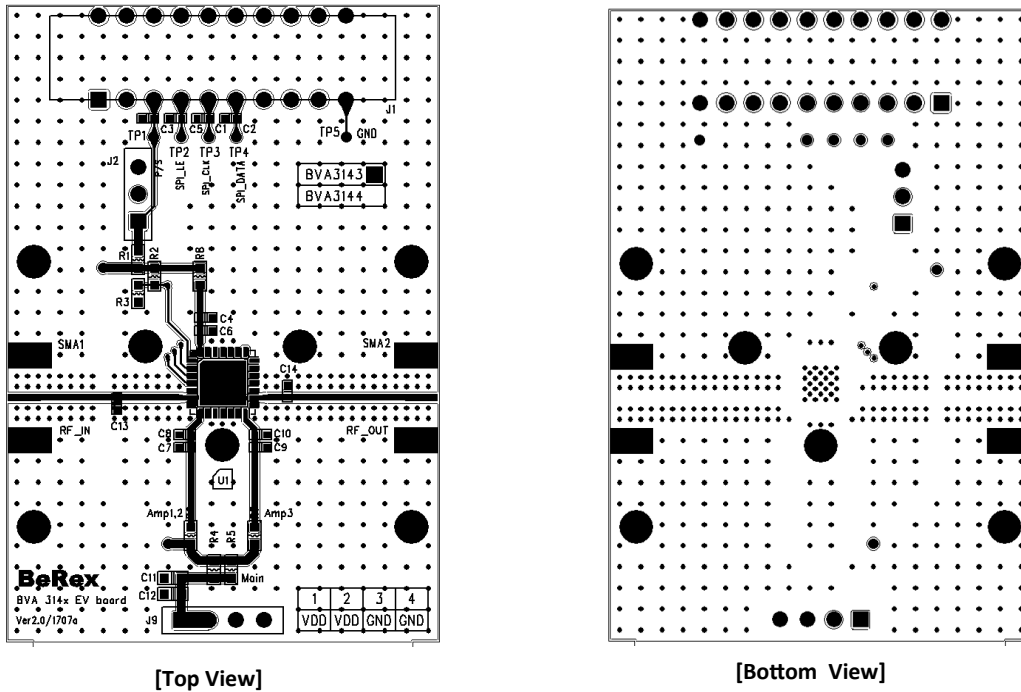 J1
C3 C5 C1 C2
TP1 TP2 TP3 TP4 TP5 GND
J2
P/S
SPI_LE
SPI_CLK
SPI_DATA
BVA3143
BVA3144
R1 R2
R3
C4
C6
SMA1 SMA2
C14
C13
RF_IN RF_OUT
C8 C10
C7 C9
U1
Amp1,2 Amp3
R4 R5
BeRex
C11 Main
C12
BVA 314x EV board
Ver2.0/1707a
J9
1 2 3 4
VDD VDD GND GND
[Top View]
[Bottom View]